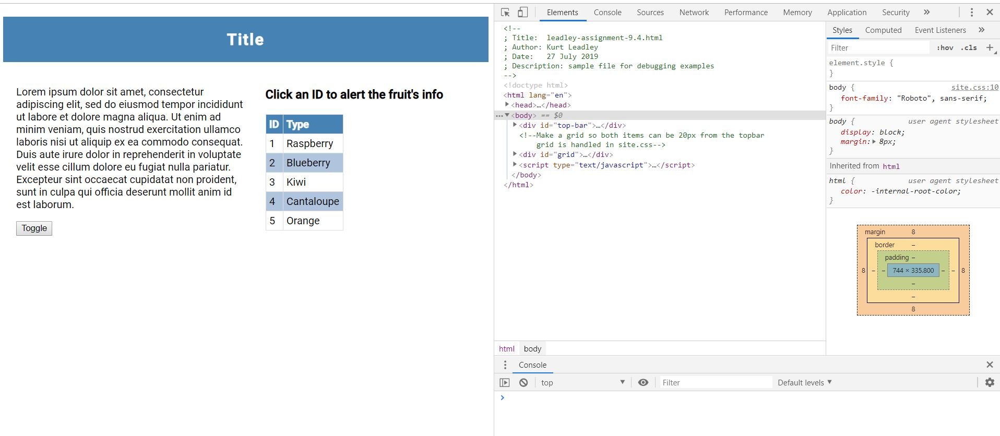 Title
Lorem ipsum dolor sit amet, consectetur
adipiscing elit, sed do eiusmod tempor incididunt
ut labore et dolore magna aliqua. Ut enim ad
minim veniam, quis nostrud exercitation ullamco
laboris nisi ut aliquip ex ea commodo consequat.
Duis aute irure dolor in reprehenderit in voluptate
velit esse cillum dolore eu fugiat nulla pariatur.
Excepteur sint occaecat cupidatat non proident,
sunt in culpa qui officia deserunt mollit anim id
est laborum.
Toggle
Click an ID to alert the fruit's info
ID Type
1 Raspberry
2 Blueberry
3 Kiwi
4 Cantaloupe
5 Orange
Elements Console Sources Network Performance Memory Application Security »
<!--
; Title:  leadley-assignment-9.4.html
; Author: Kurt Leadley
; Date:   27 July 2019
; Description: sample file for debugging examples
-->
<!doctype html>
<html lang="en">
<head>…</head>
<body> == $0
<div id="top-bar">…</div>
<!--Make a grid so both items can be 20px from the topbar
grid is handled in site.css-->
<div id="grid">…</div>
<script type="text/javascript">…</script>
</body>
</html>
html body
Styles Computed Event Listeners »
Filter :hov .cls +
element.style {
}
body { site.css:10
font-family: "Roboto", sans-serif;
}
body { user agent stylesheet
display: block;
margin: 8px;
}
Inherited from html
html { user agent stylesheet
color: -internal-root-color;
}
margin 8
border –
padding –
8 – – 744 × 335.800 – – 8
–
–
8
Console
top Filter Default levels
>